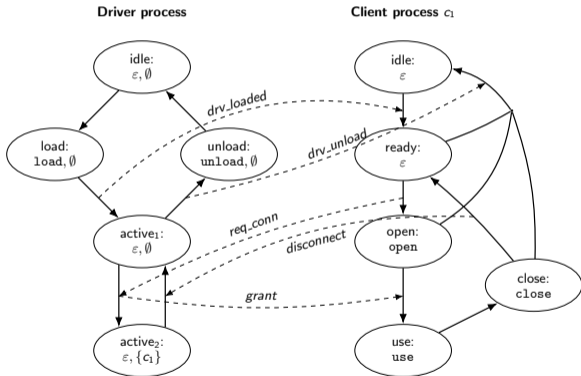 Driver process
Client process c₁
idle:
ε, ∅
idle:
ε
drv_loaded
load:
load, ∅
unload:
unload, ∅
drv_unload
ready:
ε
active₁:
ε, ∅
req_conn
disconnect
open:
open
close:
close
grant
active₂:
ε, {c₁}
use:
use